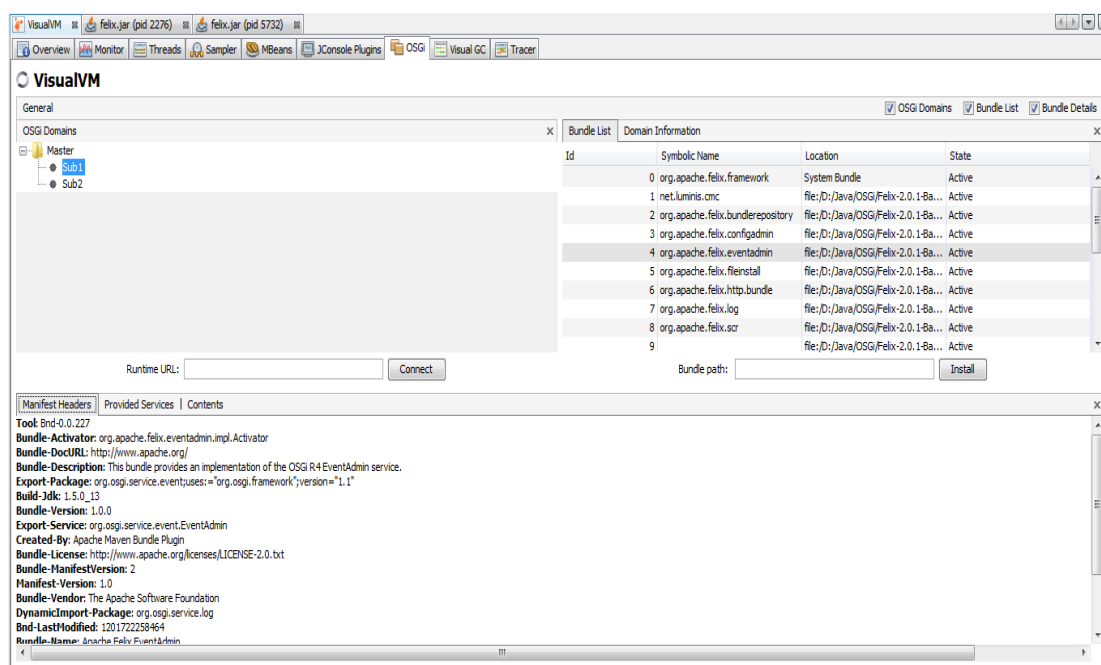 VisualVM felix.jar (pid 2276) felix.jar (pid 5732)
Overview Monitor Threads Sampler MBeans JConsole Plugins OSGi Visual GC Tracer
VisualVM
General OSGi Domains Bundle List Bundle Details
OSGi Domains x Bundle List Domain Information x
Master
Sub1
Sub2
Id Symbolic Name Location State
0 org.apache.felix.framework System Bundle Active
1 net.luminis.cmc file:/D:/Java/OSGi/Felix-2.0.1-Ba... Active
2 org.apache.felix.bundlerepository file:/D:/Java/OSGi/Felix-2.0.1-Ba... Active
3 org.apache.felix.configadmin file:/D:/Java/OSGi/Felix-2.0.1-Ba... Active
4 org.apache.felix.eventadmin file:/D:/Java/OSGi/Felix-2.0.1-Ba... Active
5 org.apache.felix.fileinstall file:/D:/Java/OSGi/Felix-2.0.1-Ba... Active
6 org.apache.felix.http.bundle file:/D:/Java/OSGi/Felix-2.0.1-Ba... Active
7 org.apache.felix.log file:/D:/Java/OSGi/Felix-2.0.1-Ba... Active
8 org.apache.felix.scr file:/D:/Java/OSGi/Felix-2.0.1-Ba... Active
9 file:/D:/Java/OSGi/Felix-2.0.1-Ba... Active
Runtime URL: Connect Bundle path: Install
Manifest Headers Provided Services | Contents x
Tool: Bnd-0.0.227
Bundle-Activator: org.apache.felix.eventadmin.impl.Activator
Bundle-DocURL: http://www.apache.org/
Bundle-Description: This bundle provides an implementation of the OSGi R4 EventAdmin service.
Export-Package: org.osgi.service.event;uses:="org.osgi.framework";version="1.1"
Build-Jdk: 1.5.0_13
Bundle-Version: 1.0.0
Export-Service: org.osgi.service.event.EventAdmin
Created-By: Apache Maven Bundle Plugin
Bundle-License: http://www.apache.org/licenses/LICENSE-2.0.txt
Bundle-ManifestVersion: 2
Manifest-Version: 1.0
Bundle-Vendor: The Apache Software Foundation
DynamicImport-Package: org.osgi.service.log
Bnd-LastModified: 1201722258464
Bundle-Name: Apache Felix EventAdmin